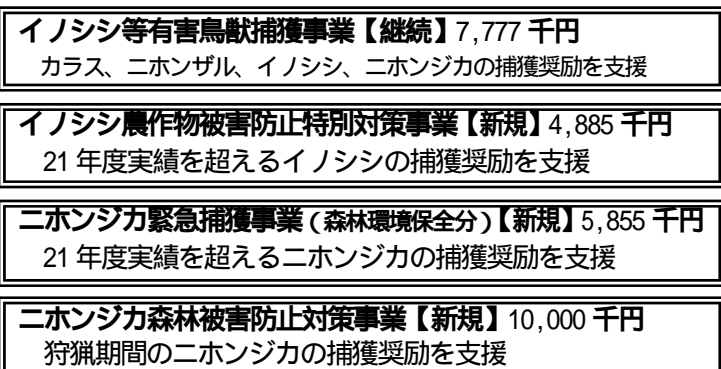 イノシシ等有害鳥獣捕獲事業【継続】7,777 千円
カラス、ニホンザル、イノシシ、ニホンジカの捕獲奨励を支援
イノシシ農作物被害防止特別対策事業【新規】4,885 千円
21 年度実績を超えるイノシシの捕獲奨励を支援
ニホンジカ緊急捕獲事業（森林環境保全分）【新規】5,855 千円
21 年度実績を超えるニホンジカの捕獲奨励を支援
ニホンジカ森林被害防止対策事業【新規】10,000 千円
狩猟期間のニホンジカの捕獲奨励を支援